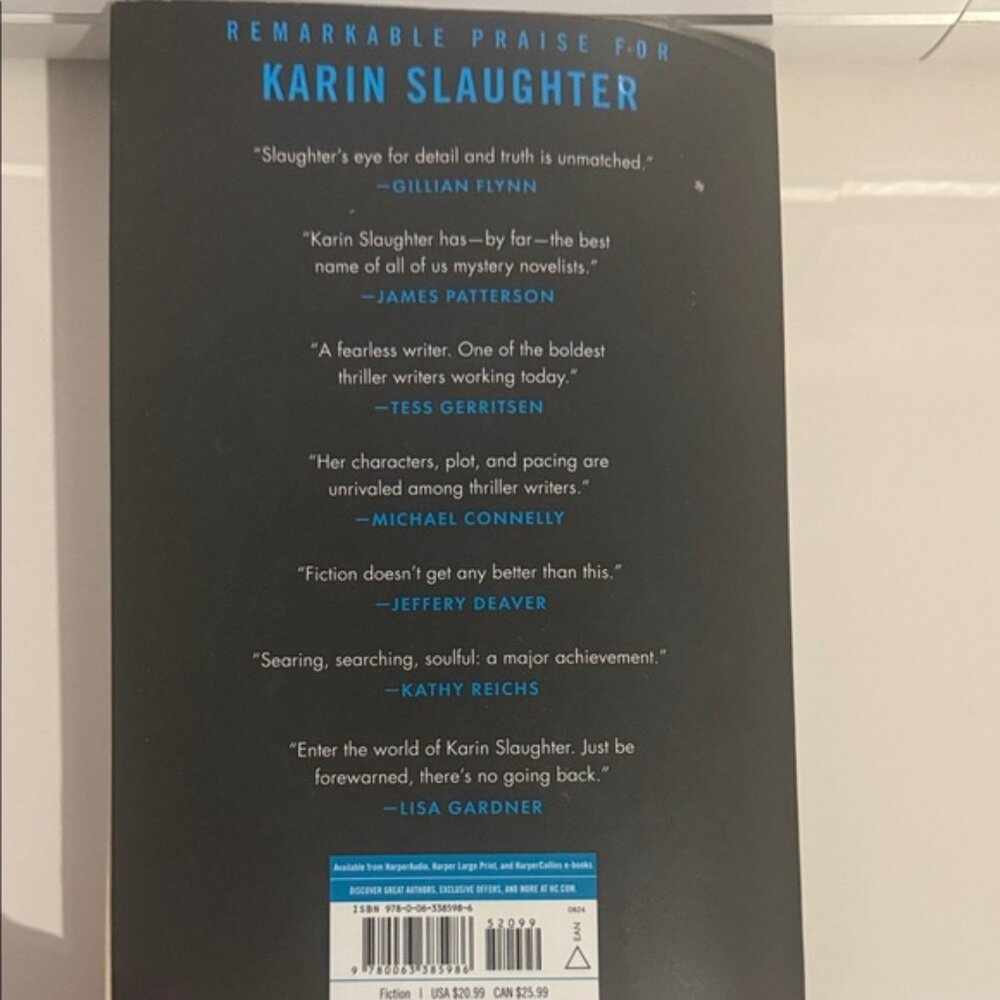 REMARKABLE PRAISE FOR
KARIN SLAUGHTER
“Slaughter’s eye for detail and truth is unmatched.”
—GILLIAN FLYNN
“Karin Slaughter has—by far—the best
name of all of us mystery novelists.”
—JAMES PATTERSON
“A fearless writer. One of the boldest
thriller writers working today.”
—TESS GERRITSEN
“Her characters, plot, and pacing are
unrivaled among thriller writers.”
—MICHAEL CONNELLY
“Fiction doesn’t get any better than this.”
—JEFFERY DEAVER
“Searing, searching, soulful: a major achievement.”
—KATHY REICHS
“Enter the world of Karin Slaughter. Just be
forewarned, there’s no going back.”
—LISA GARDNER
Available from HarperAudio, Harper Large Print, and HarperCollins e-books
DISCOVER GREAT AUTHORS, EXCLUSIVE OFFERS, AND MORE AT HC.COM.
ISBN 978-0-06-338598-6
0824
52099
EAN
9 780063 385986
Fiction | USA $20.99 CAN $25.99